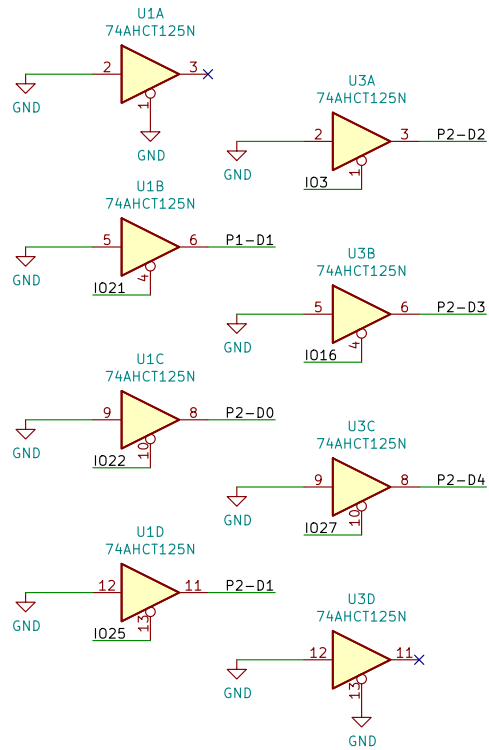 U1A
74AHCT125N
2
3
GND
1
GND
U3A
74AHCT125N
2
3
P2-D2
GND
1
IO3
U1B
74AHCT125N
5
6
P1-D1
GND
4
IO21
U3B
74AHCT125N
5
6
P2-D3
GND
4
IO16
U1C
74AHCT125N
9
8
P2-D0
GND
10
IO22
U3C
74AHCT125N
9
8
P2-D4
GND
10
IO27
U1D
74AHCT125N
12
11
P2-D1
GND
13
IO25
U3D
74AHCT125N
12
11
GND
13
GND